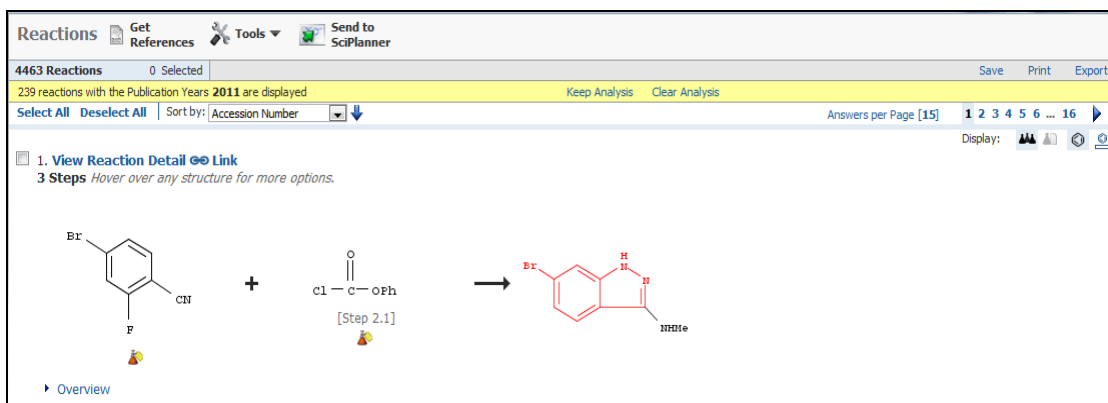 Reactions Get References Tools Send to SciPlanner
4463 Reactions 0 Selected Save Print Export
239 reactions with the Publication Years 2011 are displayed Keep Analysis Clear Analysis
Select All Deselect All Sort by: Accession Number Answers per Page [15] 1 2 3 4 5 6 ... 16
Display:
1. View Reaction Detail Link
3 Steps Hover over any structure for more options.
Br
CN
F
+
O
Cl C OPh
[Step 2.1]
Br
H
N
N
NHMe
Overview